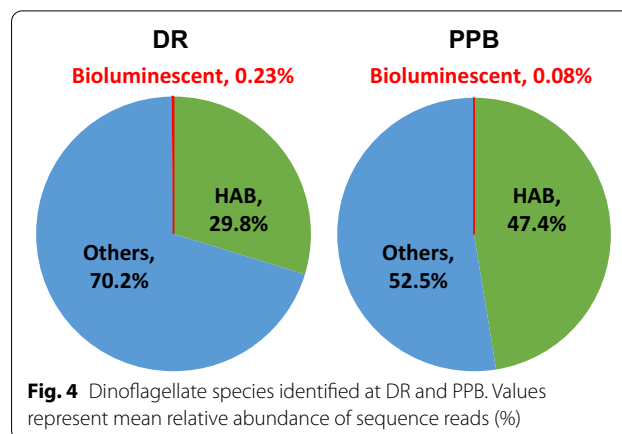 DR
Bioluminescent, 0.23%
HAB,
29.8%
Others,
70.2%
PPB
Bioluminescent, 0.08%
HAB,
47.4%
Others,
52.5%
Fig. 4 Dinoflagellate species identified at DR and PPB. Values
represent mean relative abundance of sequence reads (%)